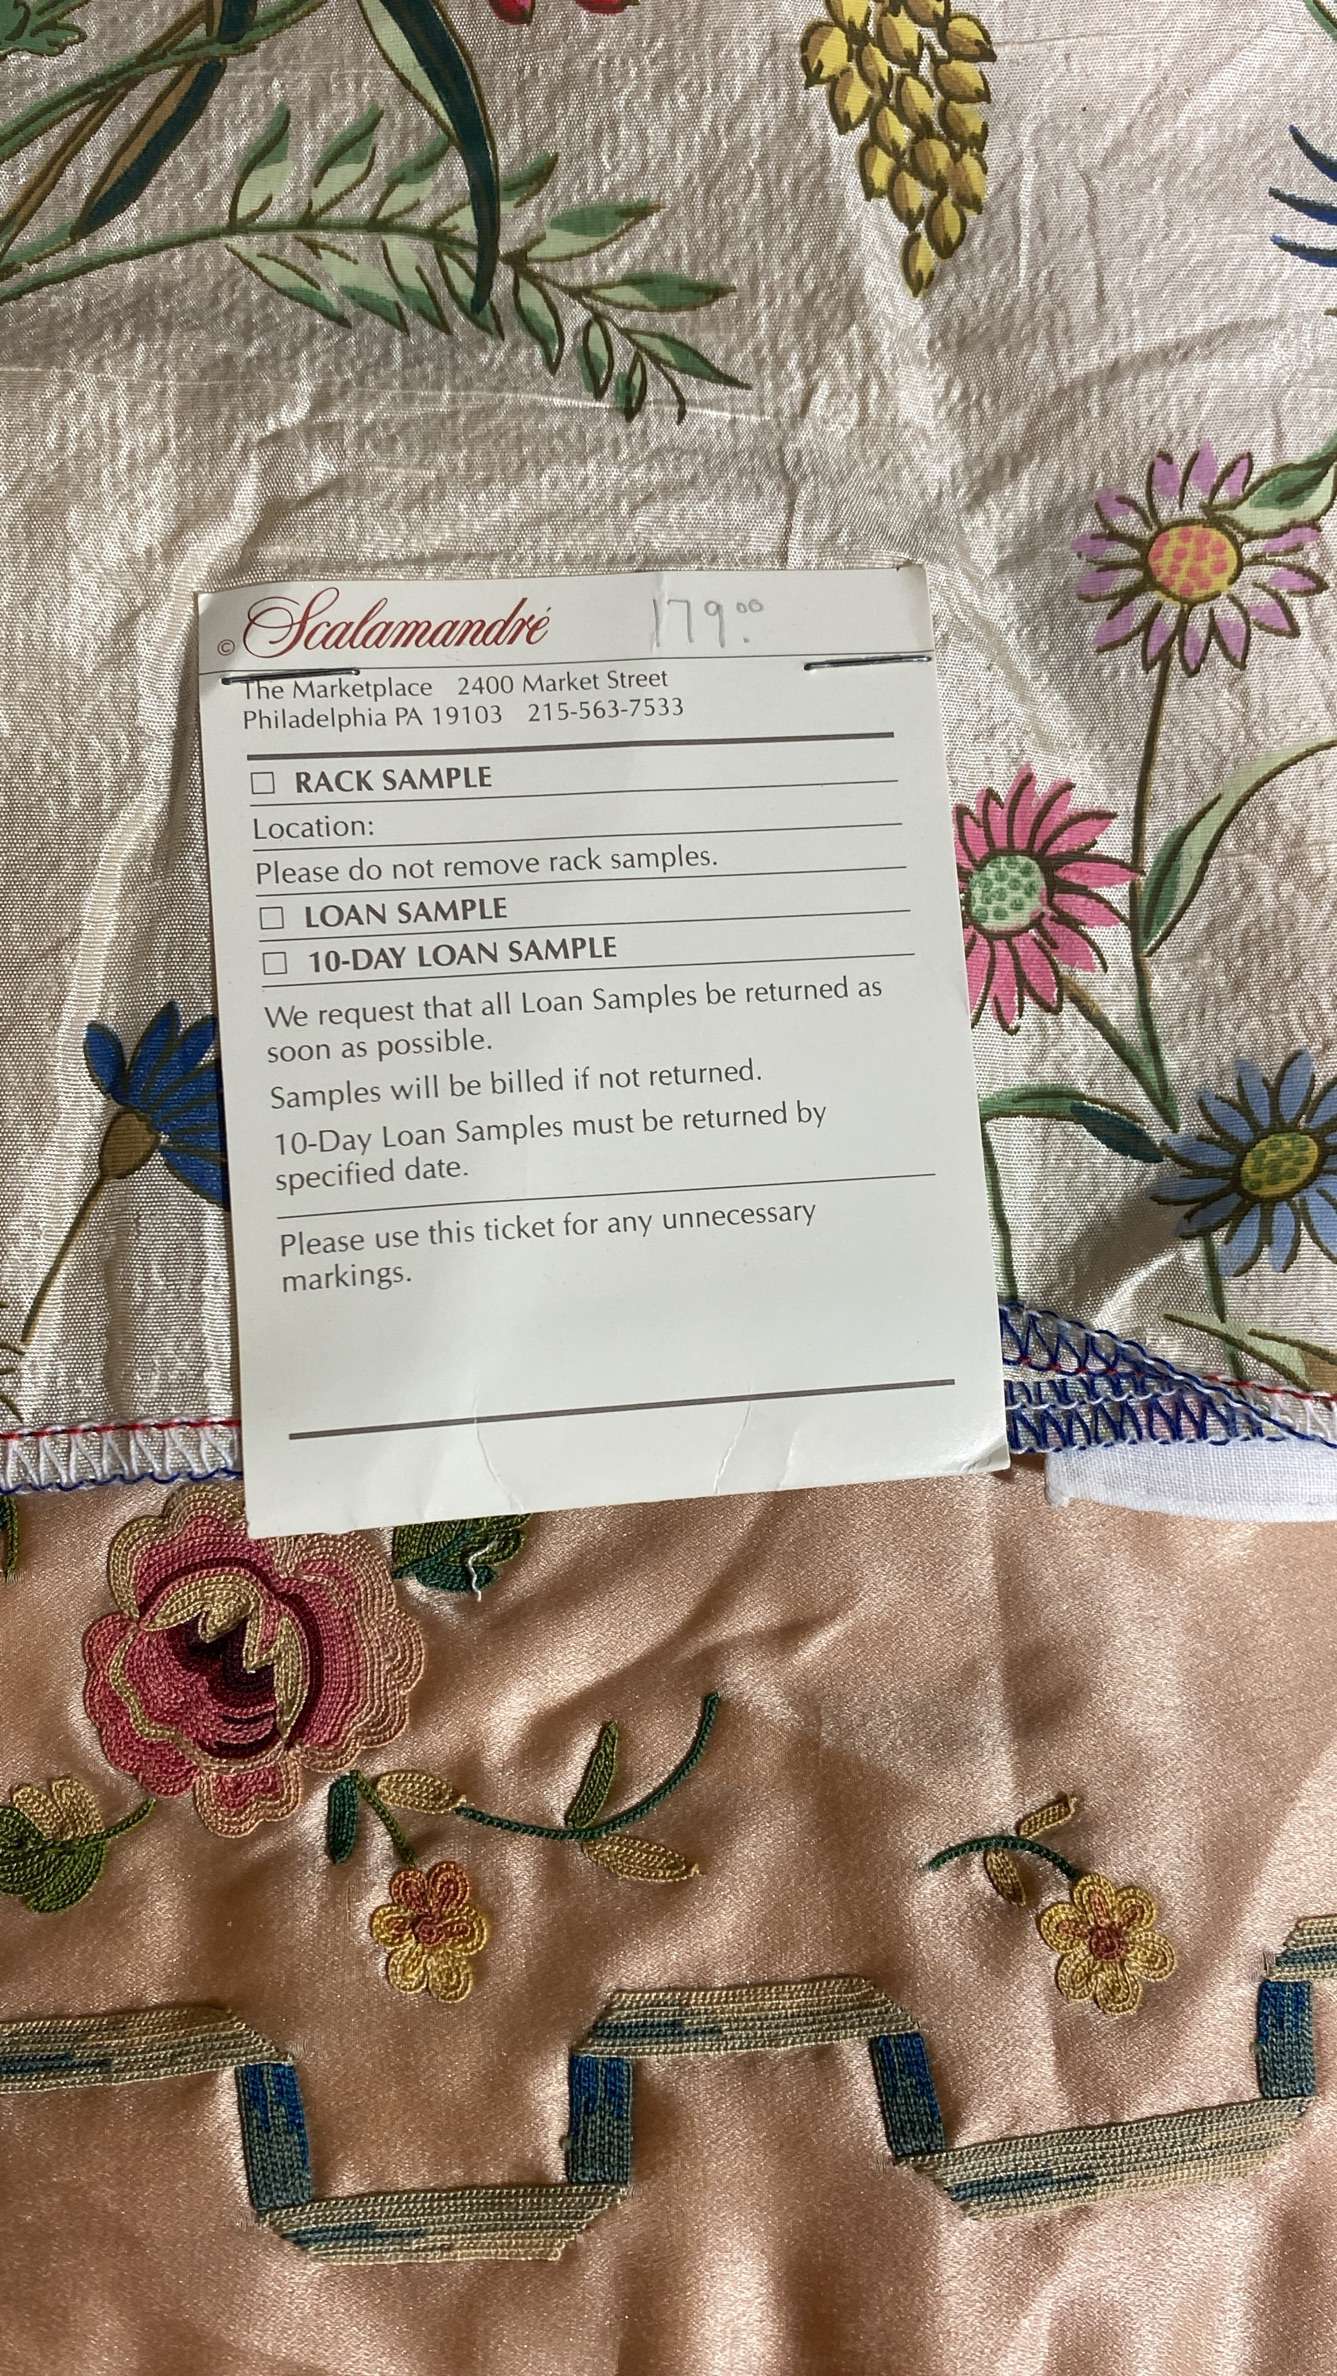 © Scalamandré 179.00
The Marketplace 2400 Market Street
Philadelphia PA 19103 215-563-7533
☐ RACK SAMPLE
Location:
Please do not remove rack samples.
☐ LOAN SAMPLE
☐ 10-DAY LOAN SAMPLE
We request that all Loan Samples be returned as
soon as possible.
Samples will be billed if not returned.
10-Day Loan Samples must be returned by
specified date.
Please use this ticket for any unnecessary
markings.